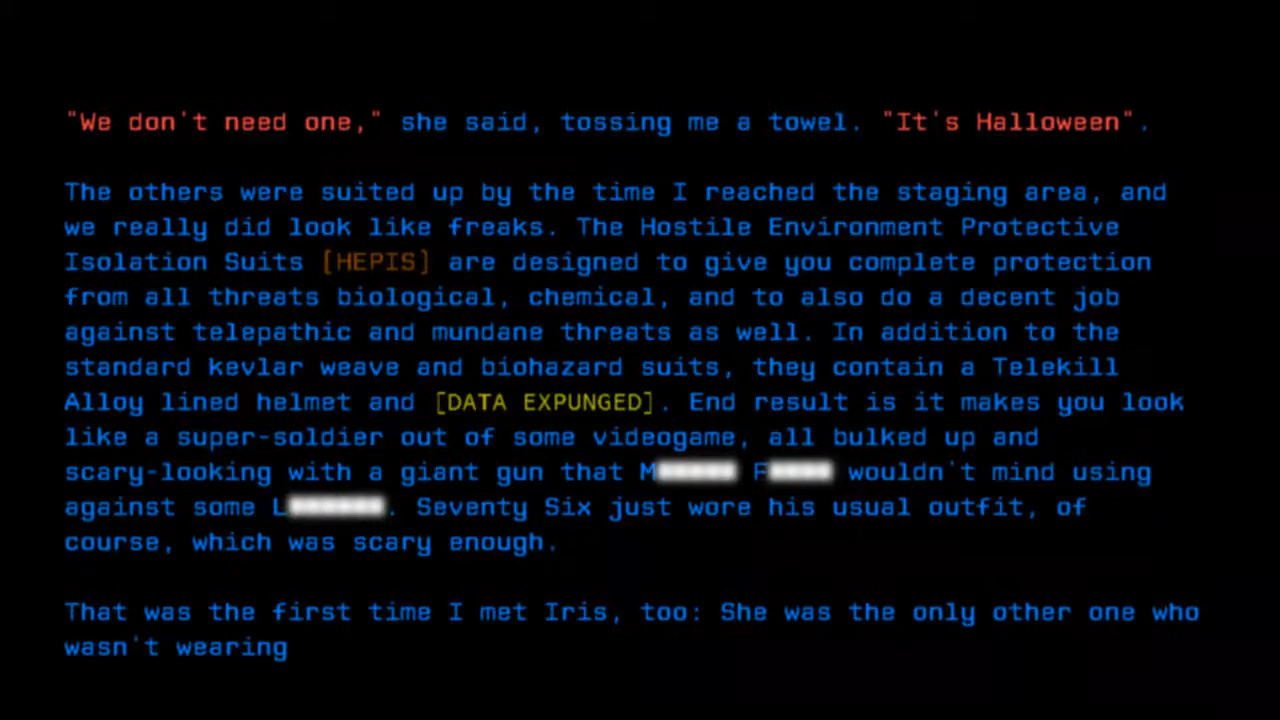 "We don't need one," she said, tossing me a towel. "It's Halloween".
The others were suited up by the time I reached the staging area, and
we really did look like freaks. The Hostile Environment Protective
Isolation Suits [HEPIS] are designed to give you complete protection
from all threats biological, chemical, and to also do a decent job
against telepathic and mundane threats as well. In addition to the
standard kevlar weave and biohazard suits, they contain a Telekill
Alloy lined helmet and [DATA EXPUNGED]. End result is it makes you look
like a super-soldier out of some videogame, all bulked up and
scary-looking with a giant gun that M█████ F████ wouldn't mind using
against some L██████. Seventy Six just wore his usual outfit, of
course, which was scary enough.
That was the first time I met Iris, too: She was the only other one who
wasn't wearing